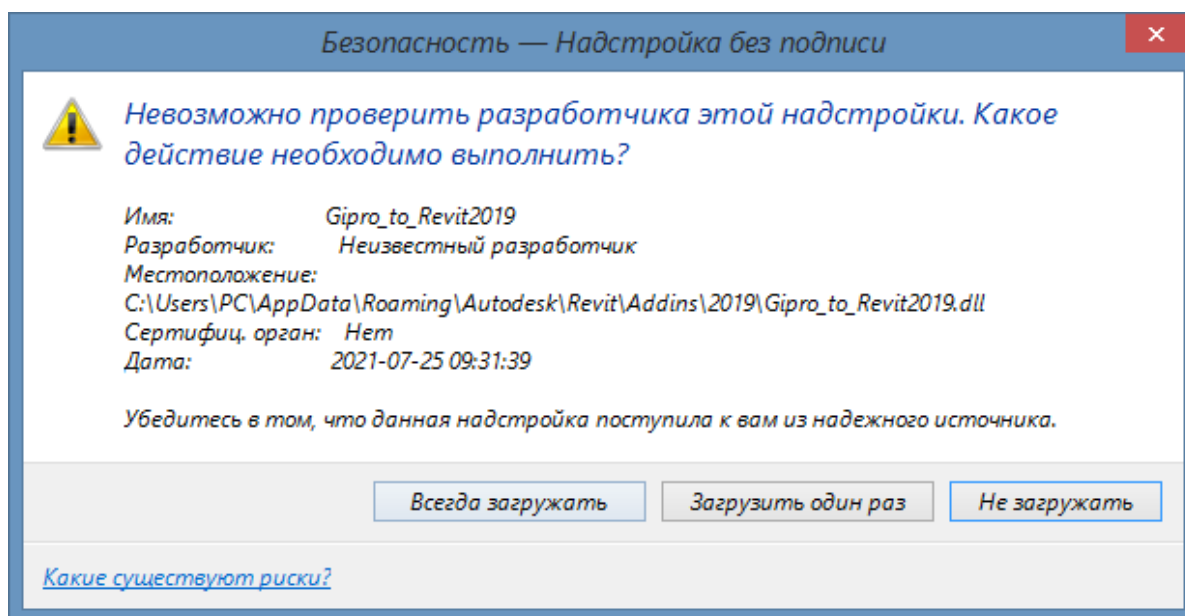 Безопасность — Надстройка без подписи
Невозможно проверить разработчика этой надстройки. Какое
действие необходимо выполнить?
Имя: Gipro_to_Revit2019
Разработчик: Неизвестный разработчик
Местоположение:
C:\Users\PC\AppData\Roaming\Autodesk\Revit\Addins\2019\Gipro_to_Revit2019.dll
Сертифиц. орган: Нет
Дата: 2021-07-25 09:31:39
Убедитесь в том, что данная надстройка поступила к вам из надежного источника.
Всегда загружать Загрузить один раз Не загружать
Какие существуют риски?